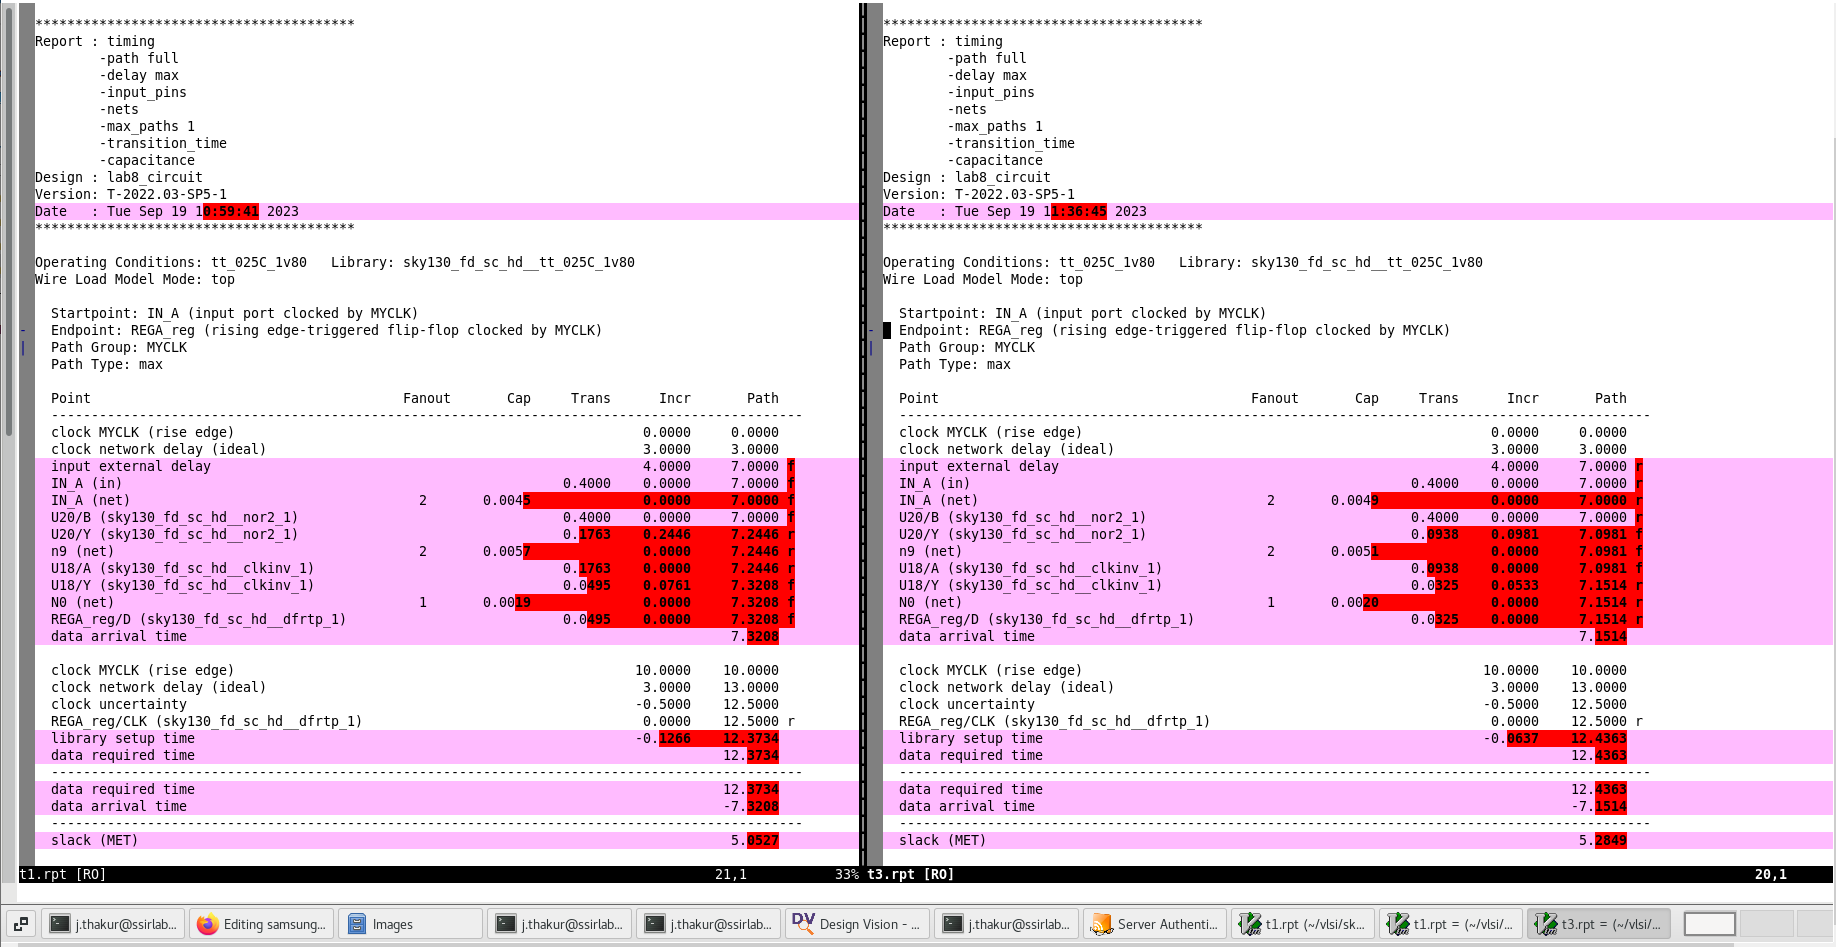 ****************************************
Report : timing
-path full
-delay max
-input_pins
-nets
-max_paths 1
-transition_time
-capacitance
Design : lab8_circuit
Version: T-2022.03-SP5-1
Date   : Tue Sep 19 10:59:41 2023
****************************************
Operating Conditions: tt_025C_1v80   Library: sky130_fd_sc_hd__tt_025C_1v80
Wire Load Model Mode: top
Startpoint: IN_A (input port clocked by MYCLK)
- Endpoint: REGA_reg (rising edge-triggered flip-flop clocked by MYCLK)
| Path Group: MYCLK
Path Type: max
Point Fanout Cap Trans Incr Path
----------------------------------------------------------------------------------------------
clock MYCLK (rise edge) 0.0000 0.0000
clock network delay (ideal) 3.0000 3.0000
input external delay 4.0000 7.0000 f
IN_A (in) 0.4000 0.0000 7.0000 f
IN_A (net) 2 0.0045 0.0000 7.0000 f
U20/B (sky130_fd_sc_hd__nor2_1) 0.4000 0.0000 7.0000 f
U20/Y (sky130_fd_sc_hd__nor2_1) 0.1763 0.2446 7.2446 r
n9 (net) 2 0.0057 0.0000 7.2446 r
U18/A (sky130_fd_sc_hd__clkinv_1) 0.1763 0.0000 7.2446 r
U18/Y (sky130_fd_sc_hd__clkinv_1) 0.0495 0.0761 7.3208 f
N0 (net) 1 0.0019 0.0000 7.3208 f
REGA_reg/D (sky130_fd_sc_hd__dfrtp_1) 0.0495 0.0000 7.3208 f
data arrival time 7.3208
clock MYCLK (rise edge) 10.0000 10.0000
clock network delay (ideal) 3.0000 13.0000
clock uncertainty -0.5000 12.5000
REGA_reg/CLK (sky130_fd_sc_hd__dfrtp_1) 0.0000 12.5000 r
library setup time -0.1266 12.3734
data required time 12.3734
----------------------------------------------------------------------------------------------
data required time 12.3734
data arrival time -7.3208
----------------------------------------------------------------------------------------------
slack (MET) 5.0527
t1.rpt [RO] 21,1 33%
****************************************
Report : timing
-path full
-delay max
-input_pins
-nets
-max_paths 1
-transition_time
-capacitance
Design : lab8_circuit
Version: T-2022.03-SP5-1
Date   : Tue Sep 19 11:36:45 2023
****************************************
Operating Conditions: tt_025C_1v80   Library: sky130_fd_sc_hd__tt_025C_1v80
Wire Load Model Mode: top
Startpoint: IN_A (input port clocked by MYCLK)
- Endpoint: REGA_reg (rising edge-triggered flip-flop clocked by MYCLK)
| Path Group: MYCLK
Path Type: max
Point Fanout Cap Trans Incr Path
----------------------------------------------------------------------------------------------
clock MYCLK (rise edge) 0.0000 0.0000
clock network delay (ideal) 3.0000 3.0000
input external delay 4.0000 7.0000 r
IN_A (in) 0.4000 0.0000 7.0000 r
IN_A (net) 2 0.0049 0.0000 7.0000 r
U20/B (sky130_fd_sc_hd__nor2_1) 0.4000 0.0000 7.0000 r
U20/Y (sky130_fd_sc_hd__nor2_1) 0.0938 0.0981 7.0981 f
n9 (net) 2 0.0051 0.0000 7.0981 f
U18/A (sky130_fd_sc_hd__clkinv_1) 0.0938 0.0000 7.0981 f
U18/Y (sky130_fd_sc_hd__clkinv_1) 0.0325 0.0533 7.1514 r
N0 (net) 1 0.0020 0.0000 7.1514 r
REGA_reg/D (sky130_fd_sc_hd__dfrtp_1) 0.0325 0.0000 7.1514 r
data arrival time 7.1514
clock MYCLK (rise edge) 10.0000 10.0000
clock network delay (ideal) 3.0000 13.0000
clock uncertainty -0.5000 12.5000
REGA_reg/CLK (sky130_fd_sc_hd__dfrtp_1) 0.0000 12.5000 r
library setup time -0.0637 12.4363
data required time 12.4363
----------------------------------------------------------------------------------------------
data required time 12.4363
data arrival time -7.1514
----------------------------------------------------------------------------------------------
slack (MET) 5.2849
t3.rpt [RO] 20,1
j.thakur@ssirlab... Editing samsung... Images j.thakur@ssirlab... j.thakur@ssirlab... DV Design Vision - ... j.thakur@ssirlab... Server Authenti... t1.rpt (~/vlsi/sk... t1.rpt = (~/vlsi/... t3.rpt = (~/vlsi/...